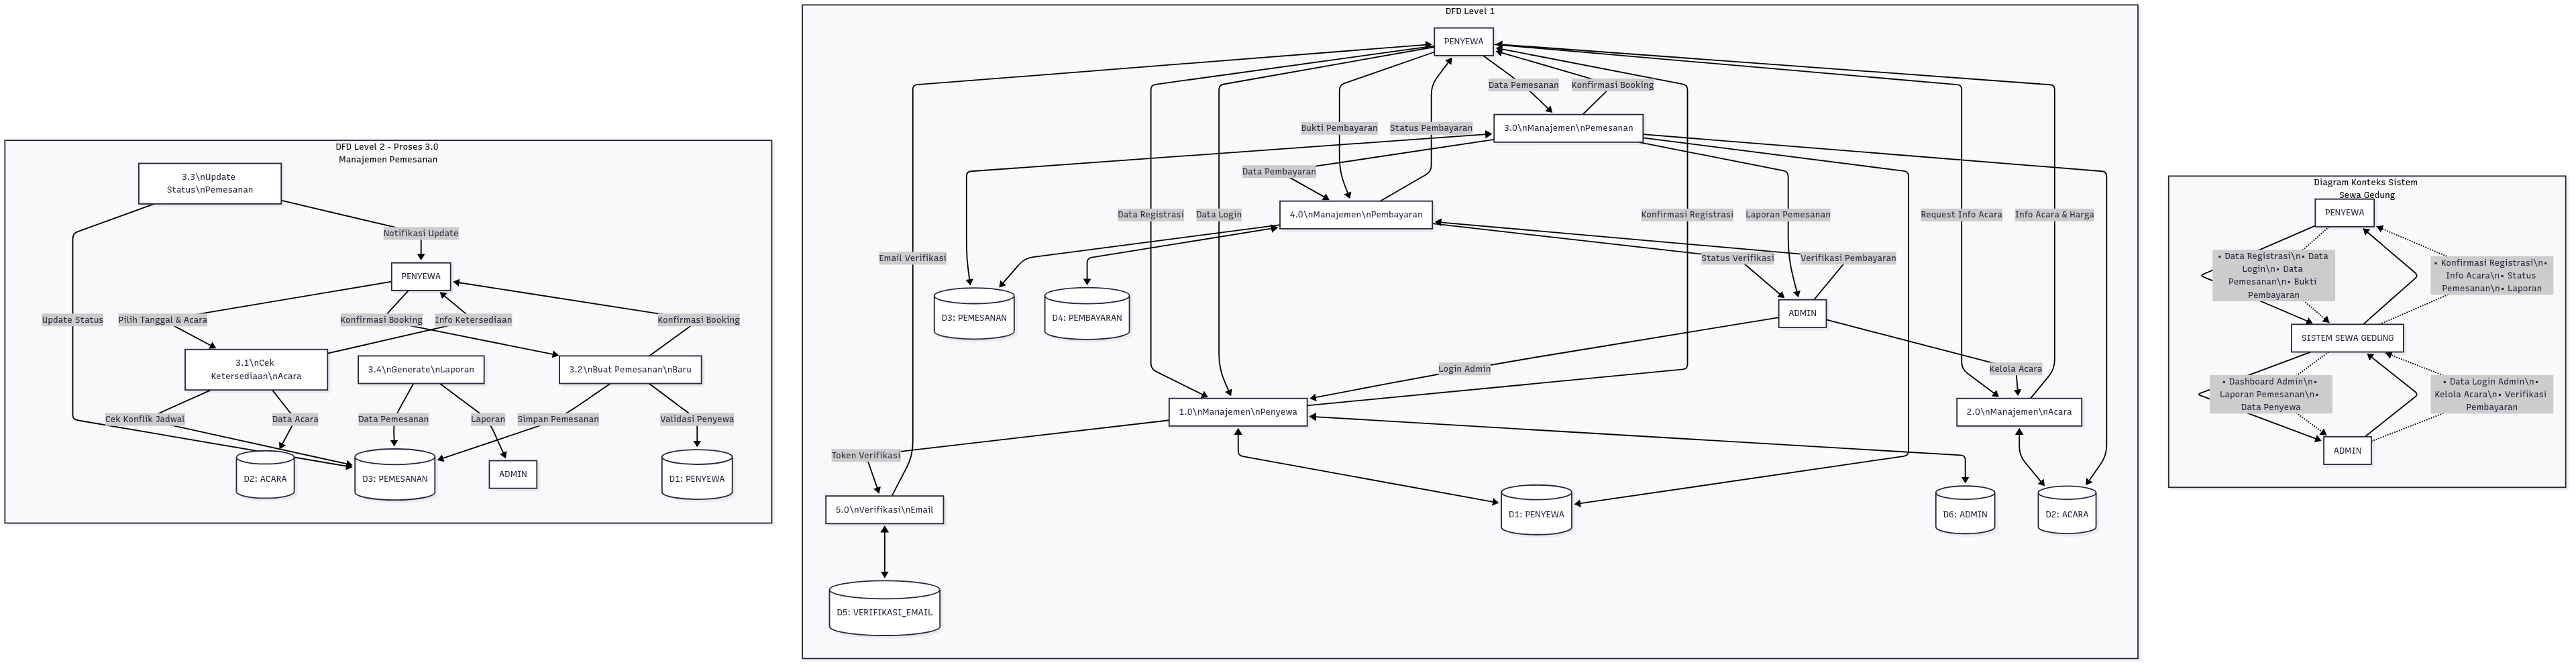 DFD Level 2 - Proses 3.0
Manajemen Pemesanan
3.3\nUpdate
Status\nPemesanan
Notifikasi Update
PENYEWA
Update Status
Pilih Tanggal & Acara
Konfirmasi Booking
Info Ketersediaan
Konfirmasi Booking
3.1\nCek
Ketersediaan\nAcara
3.4\nGenerate\nLaporan
3.2\nBuat Pemesanan\nBaru
Cek Konflik Jadwal
Data Acara
Data Pemesanan
Laporan
Simpan Pemesanan
Validasi Penyewa
D2: ACARA
D3: PEMESANAN
ADMIN
D1: PENYEWA
DFD Level 1
PENYEWA
Data Pemesanan
Konfirmasi Booking
Bukti Pembayaran
Status Pembayaran
3.0\nManajemen\nPemesanan
Data Pembayaran
Data Registrasi
Data Login
4.0\nManajemen\nPembayaran
Konfirmasi Registrasi
Laporan Pemesanan
Request Info Acara
Info Acara & Harga
Email Verifikasi
Status Verifikasi
Verifikasi Pembayaran
D3: PEMESANAN
D4: PEMBAYARAN
ADMIN
Login Admin
Kelola Acara
1.0\nManajemen\nPenyewa
2.0\nManajemen\nAcara
Token Verifikasi
5.0\nVerifikasi\nEmail
D1: PENYEWA
D6: ADMIN
D2: ACARA
D5: VERIFIKASI_EMAIL
Diagram Konteks Sistem
Sewa Gedung
PENYEWA
• Data Registrasi\n• Data
Login\n• Data
Pemesanan\n• Bukti
Pembayaran
• Konfirmasi Registrasi\n•
Info Acara\n• Status
Pemesanan\n• Laporan
SISTEM SEWA GEDUNG
• Dashboard Admin\n•
Laporan Pemesanan\n•
Data Penyewa
• Data Login Admin\n•
Kelola Acara\n• Verifikasi
Pembayaran
ADMIN